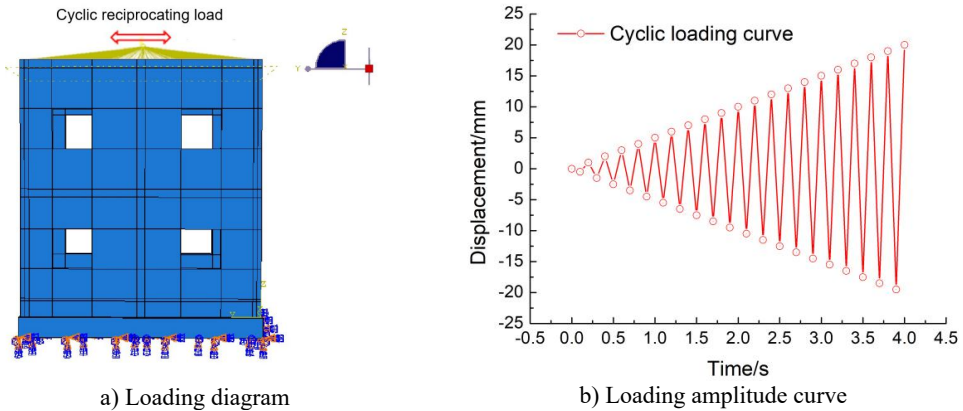 Cyclic reciprocating load
Z
Y
Z
Y
a) Loading diagram
Cyclic loading curve
Displacement/mm
25
20
15
10
5
0
-5
-10
-15
-20
-25
-0.5 0.0 0.5 1.0 1.5 2.0 2.5 3.0 3.5 4.0 4.5
Time/s
b) Loading amplitude curve